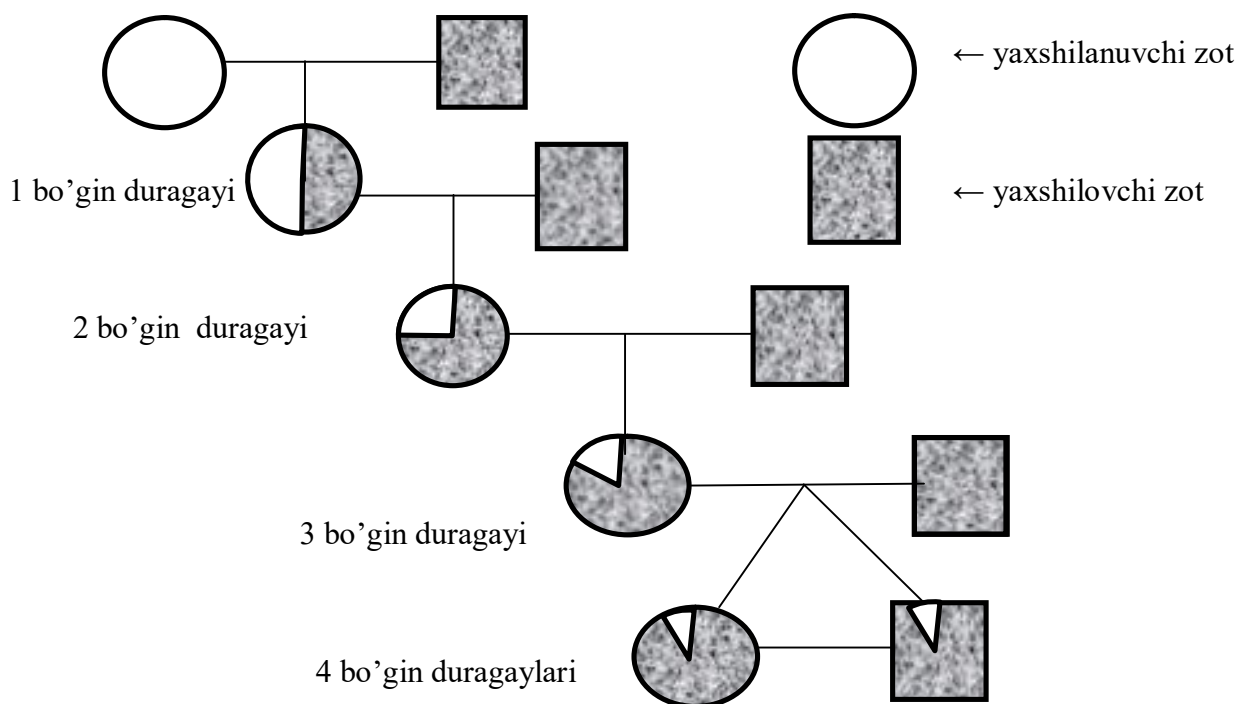 ← yaxshilanuvchi zot
1 bo’gin duragayi
← yaxshilovchi zot
2 bo’gin  duragayi
3 bo’gin duragayi
4 bo’gin duragaylari